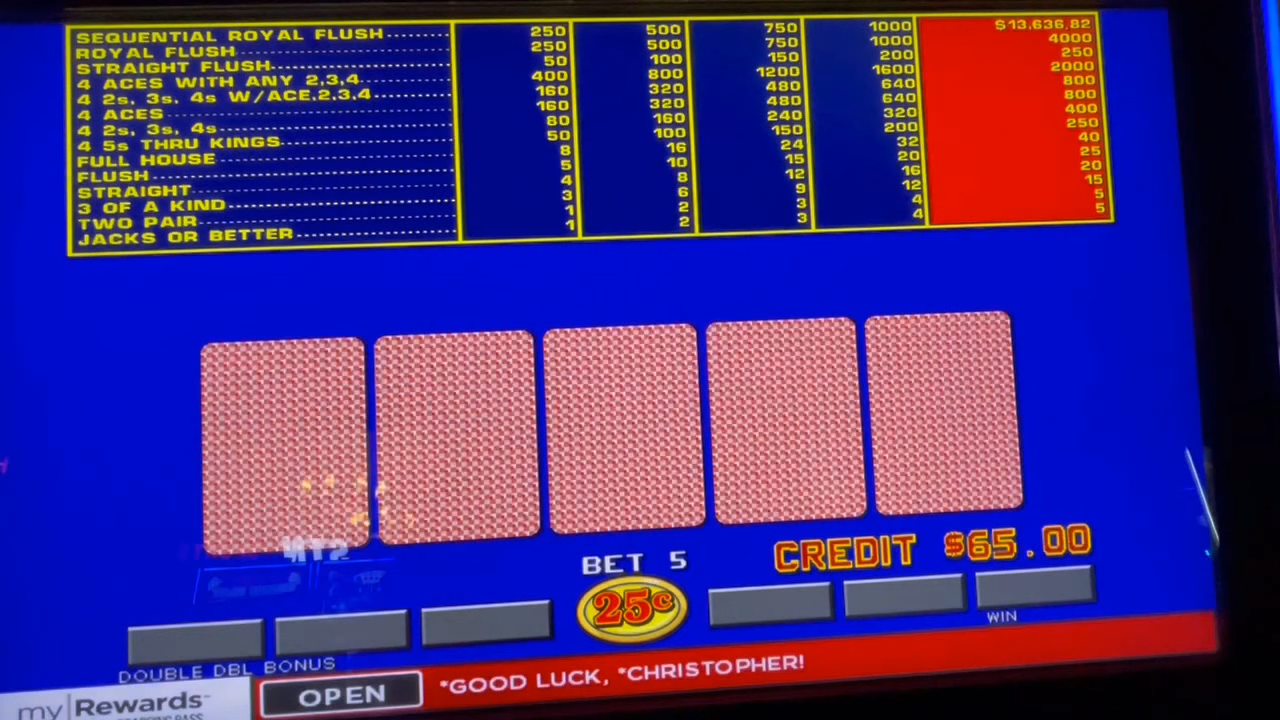 SEQUENTIAL ROYAL FLUSH 250 500 750 1000 $13,636.82
ROYAL FLUSH 250 500 750 1000 4000
STRAIGHT FLUSH 50 100 150 200 250
4 ACES WITH ANY 2,3,4 400 800 1200 1600 2000
4 2s, 3s, 4s W/ACE,2,3,4 160 320 480 640 800
4 ACES 160 320 480 640 800
4 2s, 3s, 4s 80 160 240 320 400
4 5s THRU KINGS 50 100 150 200 250
FULL HOUSE 8 16 24 32 40
FLUSH 5 10 15 20 25
STRAIGHT 4 8 12 16 20
3 OF A KIND 3 6 9 12 15
TWO PAIR 1 2 3 4 5
JACKS OR BETTER 1 2 3 4 5
BET 5
CREDIT $65.00
25¢
WIN
DOUBLE DBL BONUS
my|Rewards
OPEN
*GOOD LUCK, *CHRISTOPHER!